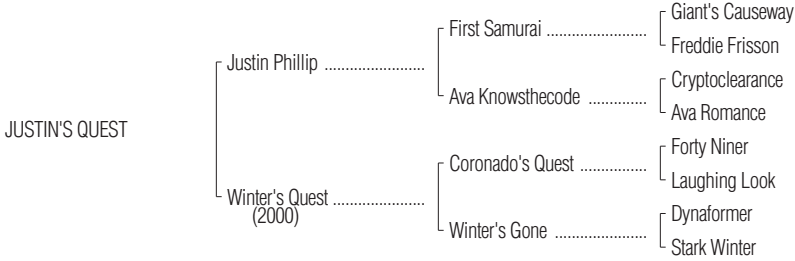 Giant's Causeway
First Samurai ........................
Freddie Frisson
Justin Phillip ........................
Cryptoclearance
Ava Knowsthecode ..............
Ava Romance
JUSTIN'S QUEST
Forty Niner
Coronado's Quest ................
Laughing Look
Winter's Quest ......................
(2000)
Dynaformer
Winter's Gone ......................
Stark Winter